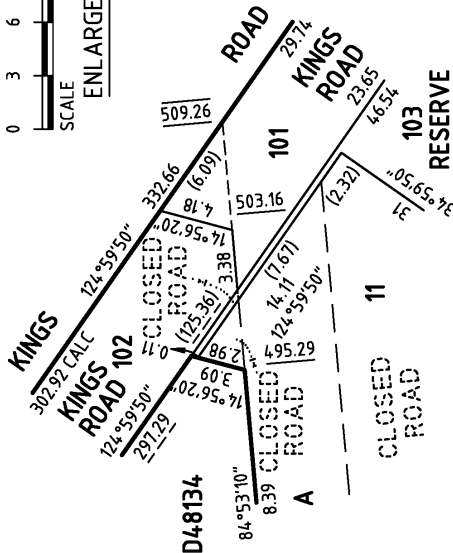 0 3 6
SCALE
ENLARGE
KINGS
ROAD
302.92 CALC
124°59'50"
332.66
29.74
509.26
KINGS
ROAD
(6.09)
4.18
14°56'20"
101
23.65
46.54
103
RESERVE
34°59'50"
31
503.16
(2.32)
CLOSED
ROAD
3.38
102
KINGS
ROAD
124°59'50"
297.29
0.11
(125.36)
(7.67)
14.11
124°59'50"
2.98
3.09
14°56'20"
495.29
11
CLOSED
ROAD
CLOSED
ROAD
D48134
84°53'10"
8.39
A